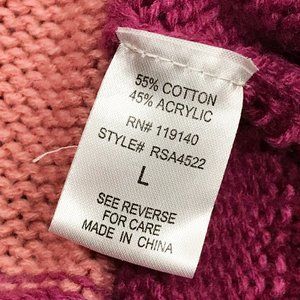 55% COTTON
45% ACRYLIC
RN# 119140
STYLE# RSA4522
L
SEE REVERSE
FOR CARE
MADE IN CHINA